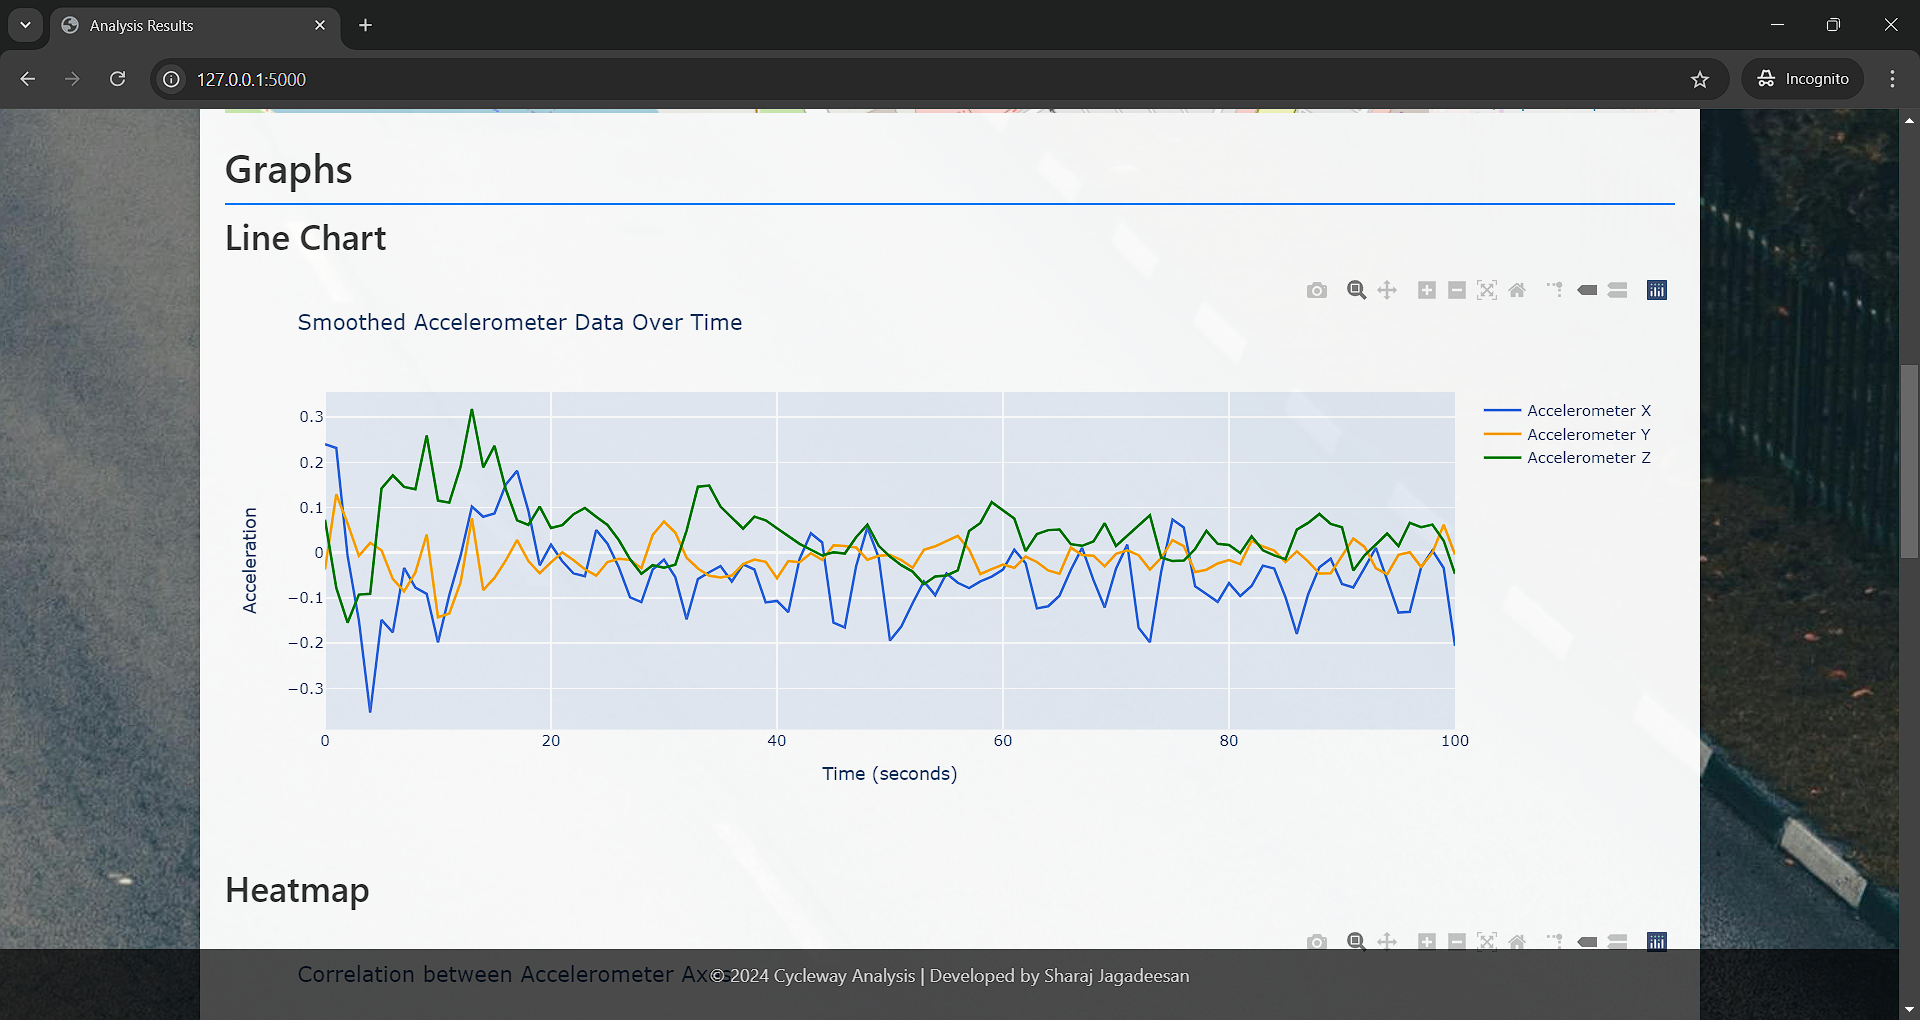 Analysis Results
127.0.0.1:5000
Incognito
Graphs
Line Chart
Smoothed Accelerometer Data Over Time
0.3
0.2
0.1
0
−0.1
−0.2
−0.3
Acceleration
0 20 40 60 80 100
Time (seconds)
Accelerometer X
Accelerometer Y
Accelerometer Z
Heatmap
Correlation between Accelerometer Axes
© 2024 Cycleway Analysis | Developed by Sharaj Jagadeesan